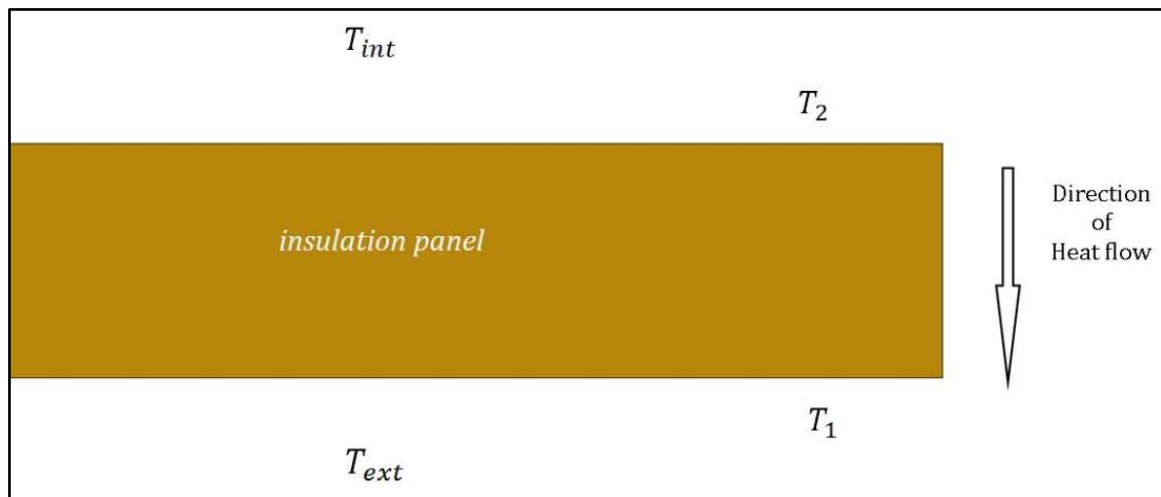 T_int
T_2
insulation panel
Direction
of
Heat flow
T_1
T_ext